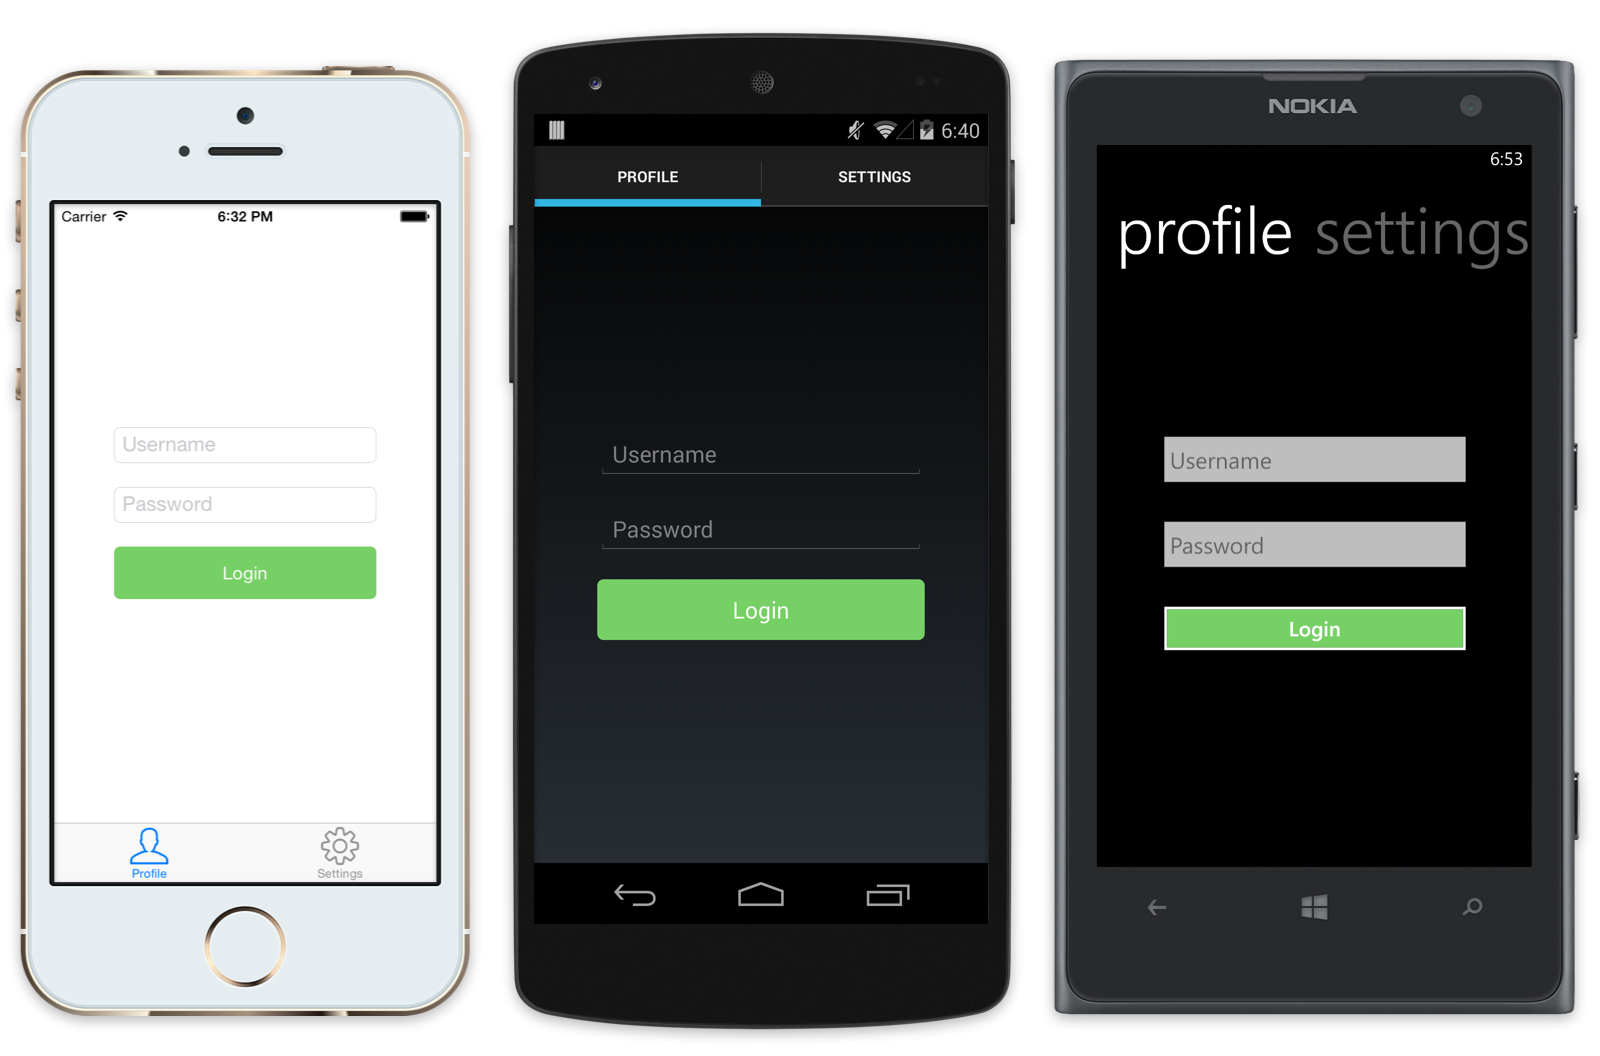 Carrier 6:32 PM
Username
Password
Login
Profile Settings
6:40
PROFILE SETTINGS
Username
Password
Login
NOKIA
6:53
profile settings
Username
Password
Login